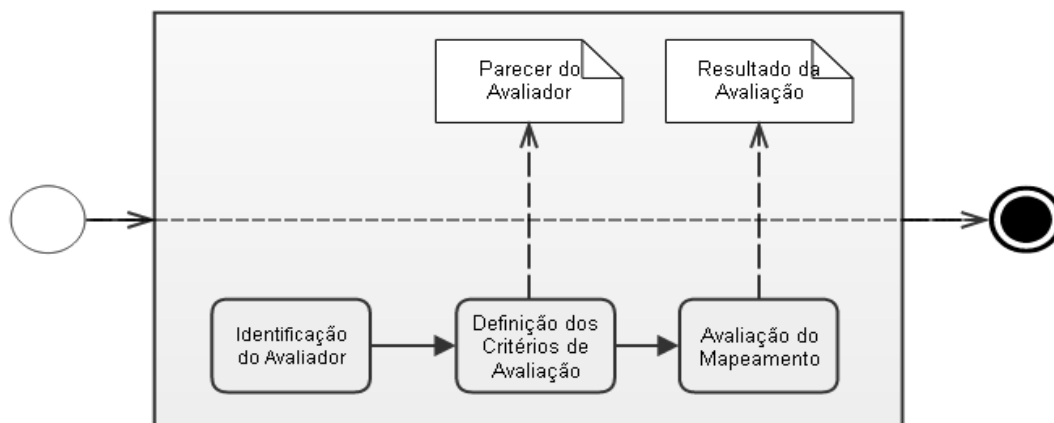 Parecer do
Avaliador
Resultado da
Avaliação
Identificação
do Avaliador
Definição dos
Critérios de
Avaliação
Avaliação do
Mapeamento